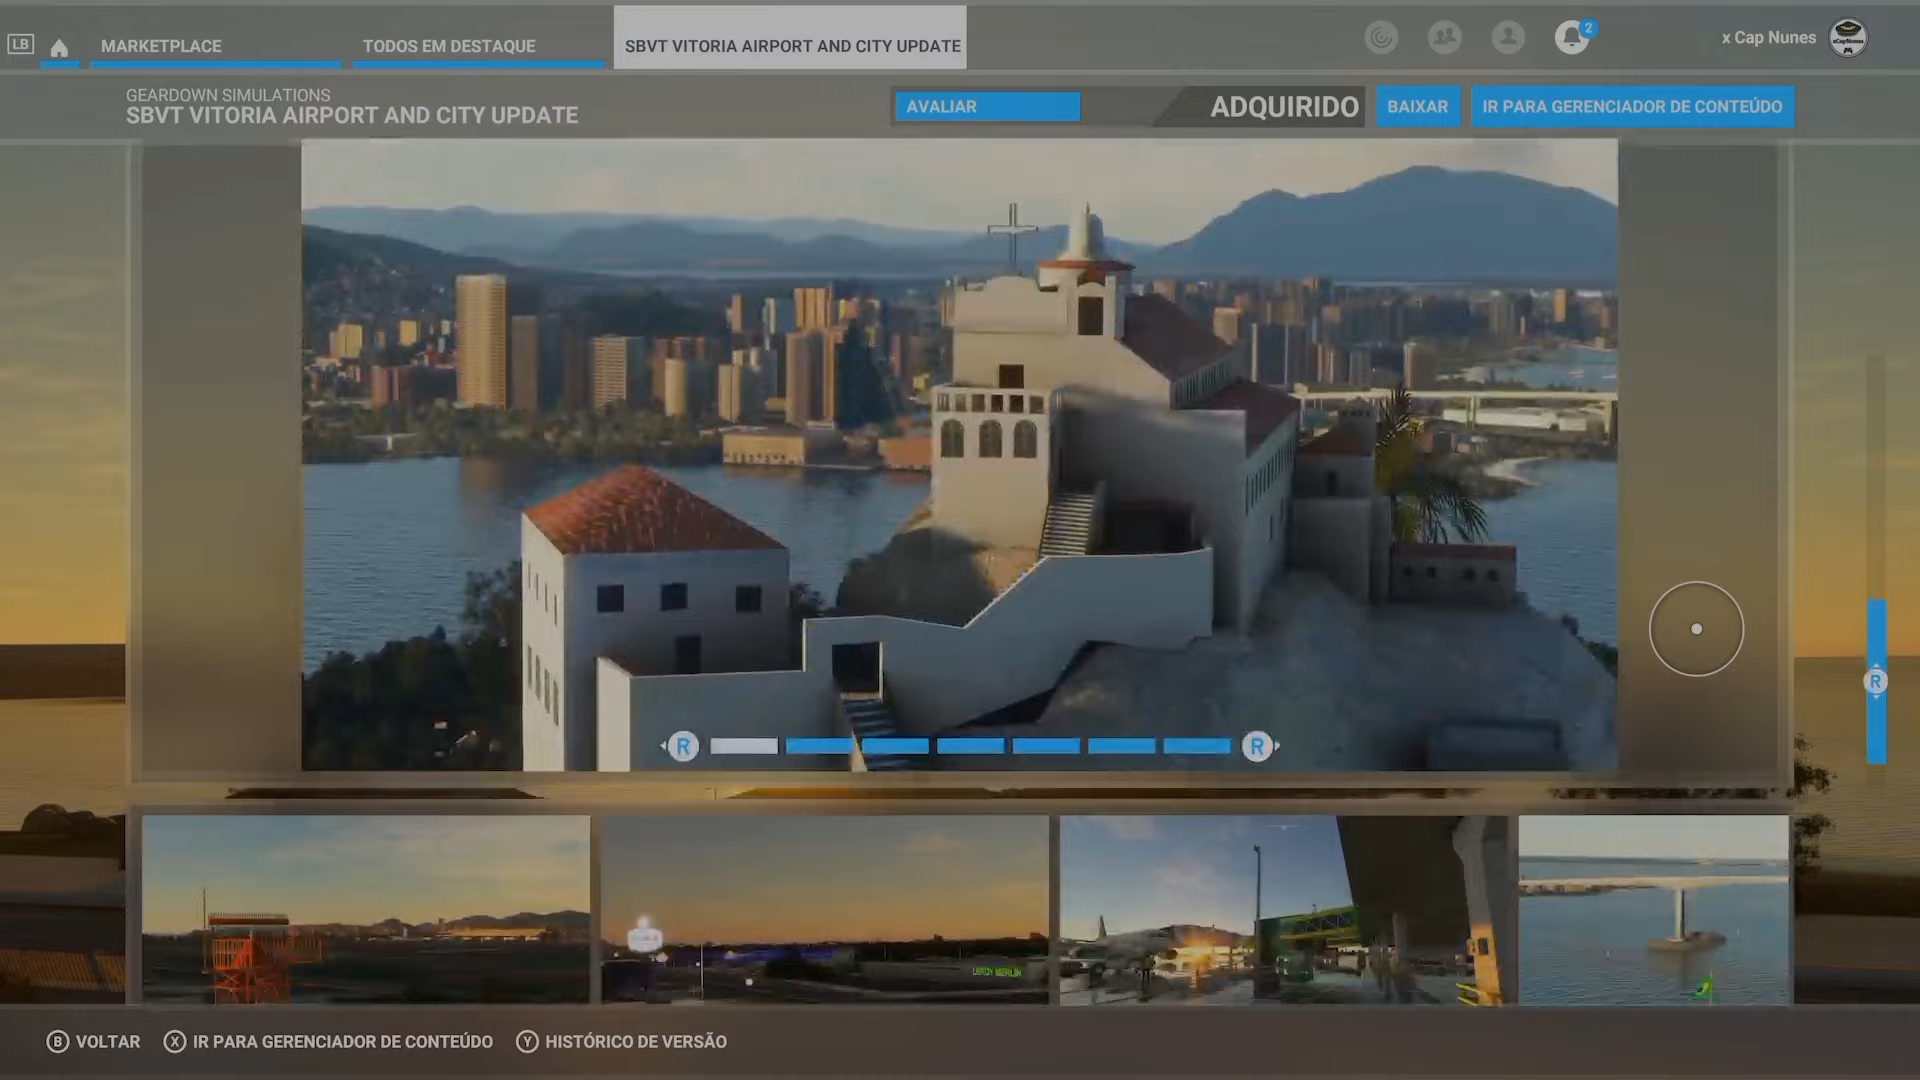 LB
MARKETPLACE
TODOS EM DESTAQUE
SBVT VITORIA AIRPORT AND CITY UPDATE
2
x Cap Nunes
GEARDOWN SIMULATIONS
SBVT VITORIA AIRPORT AND CITY UPDATE
AVALIAR
ADQUIRIDO
BAIXAR
IR PARA GERENCIADOR DE CONTEÚDO
R
R
R
LEROY MERLIN
B VOLTAR
X IR PARA GERENCIADOR DE CONTEÚDO
Y HISTÓRICO DE VERSÃO